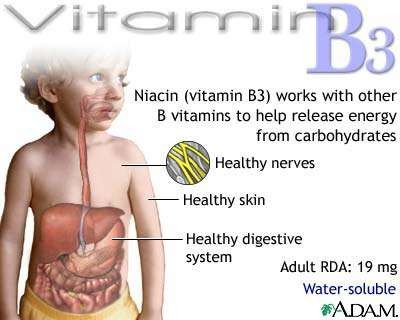 Vitamin B3
Niacin (vitamin B3) works with other
B vitamins to help release energy
from carbohydrates
Healthy nerves
Healthy skin
Healthy digestive
system
Adult RDA: 19 mg
Water-soluble
ADAM.